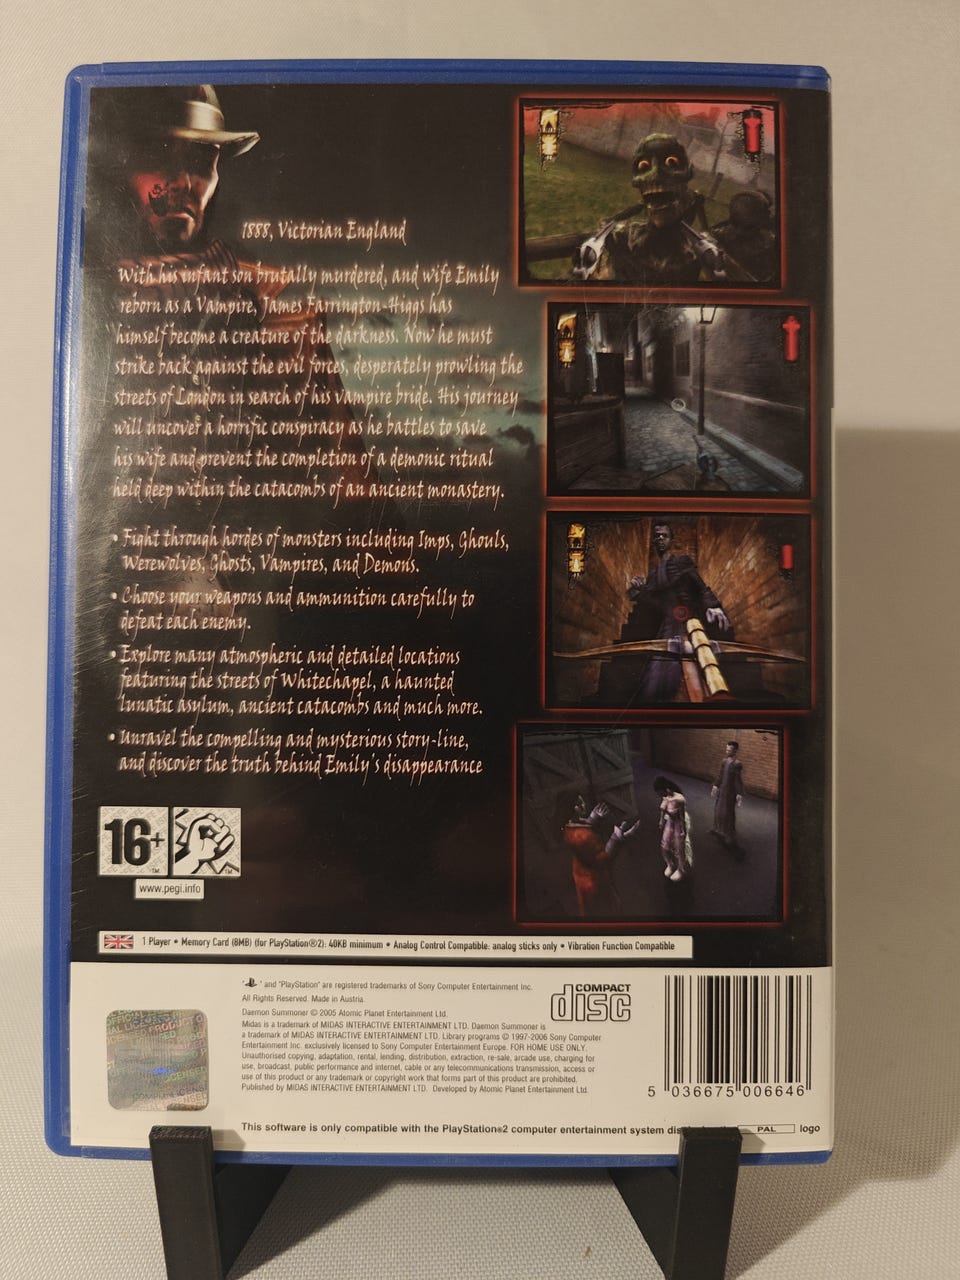 1888, Victorian England
With his infant son brutally murdered, and wife Emily
reborn as a Vampire, James Farrington-Higgs has
himself become a creature of the darkness. Now he must
strike back against the evil forces, desperately prowling the
streets of London in search of his vampire bride. His journey
will uncover a horrific conspiracy as he battles to save
his wife and prevent the completion of a demonic ritual
held deep within the catacombs of an ancient monastery.
• Fight through hordes of monsters including Imps, Ghouls,
Werewolves, Ghosts, Vampires, and Demons.
• Choose your weapons and ammunition carefully to
defeat each enemy.
• Explore many atmospheric and detailed locations
featuring the streets of Whitechapel, a haunted
lunatic asylum, ancient catacombs and much more.
• Unravel the compelling and mysterious story-line,
and discover the truth behind Emily's disappearance
16+
www.pegi.info
1 Player • Memory Card (8MB) (for PlayStation®2): 40KB minimum • Analog Control Compatible: analog sticks only • Vibration Function Compatible
" " and "PlayStation" are registered trademarks of Sony Computer Entertainment Inc.
All Rights Reserved. Made in Austria.
Daemon Summoner © 2005 Atomic Planet Entertainment Ltd.
Midas is a trademark of MIDAS INTERACTIVE ENTERTAINMENT LTD. Daemon Summoner is
a trademark of MIDAS INTERACTIVE ENTERTAINMENT LTD. Library programs © 1997-2006 Sony Computer
Entertainment Inc. exclusively licensed to Sony Computer Entertainment Europe. FOR HOME USE ONLY.
Unauthorised copying, adaptation, rental, lending, distribution, extraction, re-sale, arcade use, charging for
use, broadcast, public performance and internet, cable or any telecommunications transmission, access or
use of this product or any trademark or copyright work that forms part of this product are prohibited.
Published by MIDAS INTERACTIVE ENTERTAINMENT LTD. Developed by Atomic Planet Entertainment Ltd.
COMPACT
disc
5 036675 006646
This software is only compatible with the PlayStation®2 computer entertainment system PAL logo